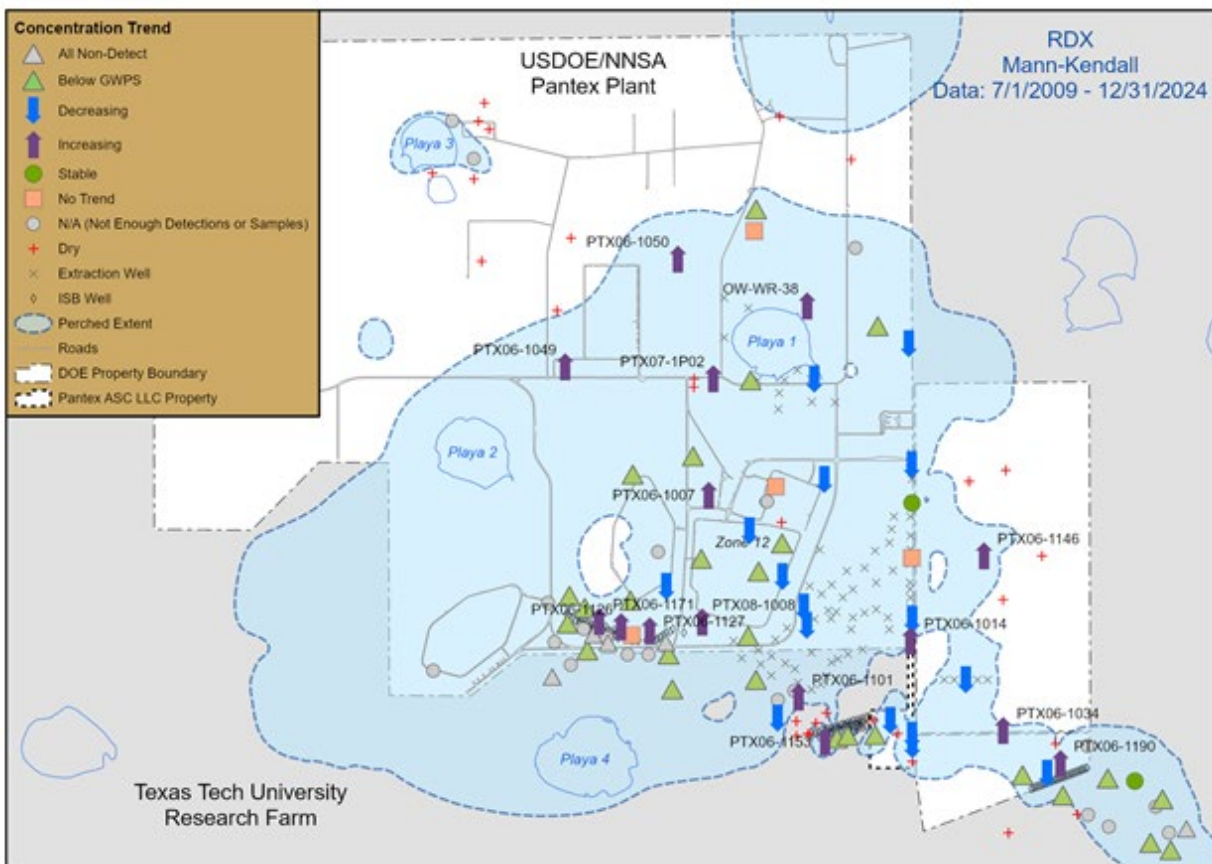 Concentration Trend
All Non-Detect
Below GWPS
Decreasing
Increasing
Stable
No Trend
N/A (Not Enough Detections or Samples)
Dry
Extraction Well
ISB Well
Perched Extent
Roads
DOE Property Boundary
Pantex ASC LLC Property
USDOE/NNSA
Pantex Plant
RDX
Mann-Kendall
Data: 7/1/2009 - 12/31/2024
Playa 3
PTX06-1050
OW-WR-38
Playa 1
PTX06-1049
PTX07-1P02
Playa 2
PTX06-1007
Zone 12
PTX06-1146
PTX06-1126
PTX06-1171
PTX08-1008
PTX06-1127
PTX06-1014
PTX06-1101
PTX06-1034
PTX06-1153
PTX06-1190
Playa 4
Texas Tech University
Research Farm